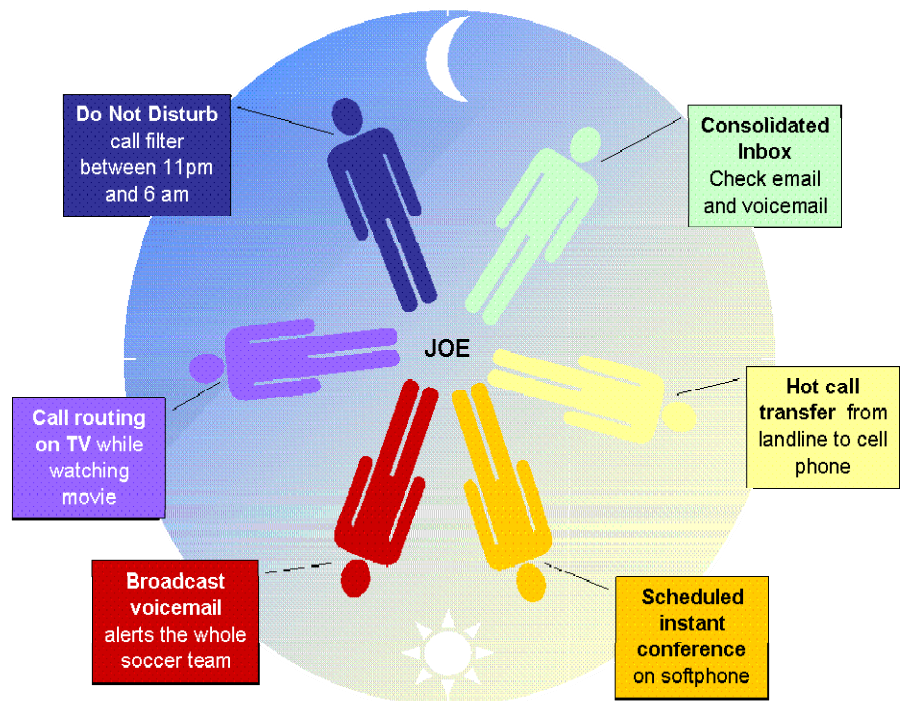 Do Not Disturb
call filter
between 11pm
and 6 am
Consolidated
Inbox
Check email
and voicemail
JOE
Hot call
transfer from
landline to cell
phone
Call routing
on TV while
watching
movie
Broadcast
voicemail
alerts the whole
soccer team
Scheduled
instant
conference
on softphone